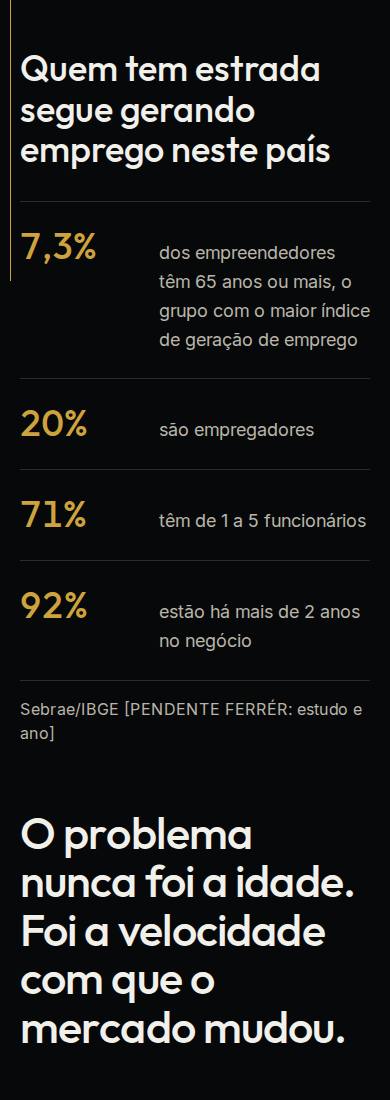 Quem tem estrada
segue gerando
emprego neste país
7,3%
dos empreendedores
têm 65 anos ou mais, o
grupo com o maior índice
de geração de emprego
20%
são empregadores
71%
têm de 1 a 5 funcionários
92%
estão há mais de 2 anos
no negócio
Sebrae/IBGE [PENDENTE FERRÉR: estudo e
ano]
O problema
nunca foi a idade.
Foi a velocidade
com que o
mercado mudou.